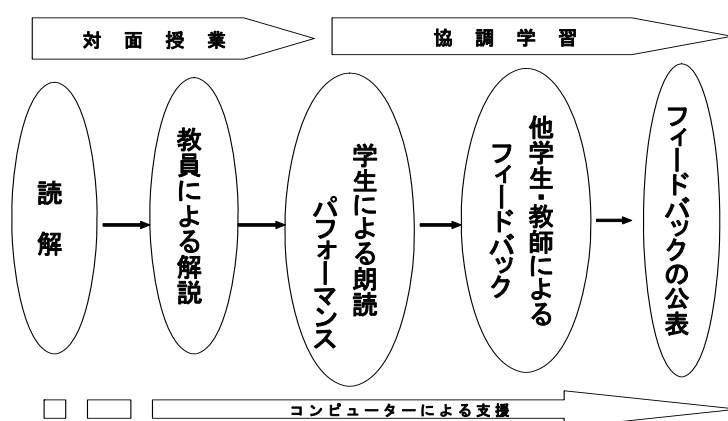 対面授業
協調学習
読解
教員による解説
学生による朗読
パフォーマンス
他学生・教師による
フィードバック
フィードバックの公表
コンピューターによる支援